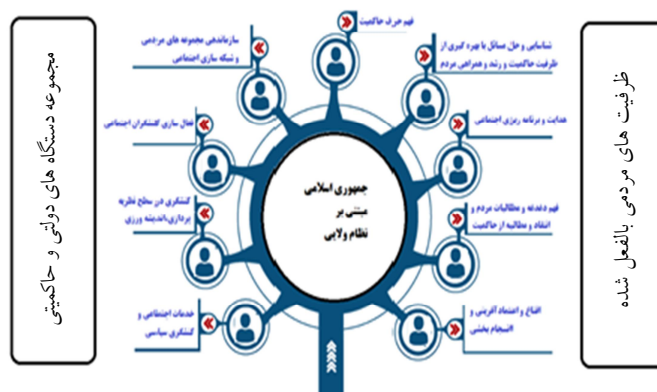 ظرفیت های مردمی بالفعل شده
فهم حرف حاکمیت
شناسایی و حل مسائل با بهره گیری از
ظرفیت حاکمیت و رشد و همراهی مردم
هدایت و برنامه ریزی اجتماعی
فهم دغدغه و مطالبات مردم و
انتقاد و مطالبه از حاکمیت
اقناع و اعتماد آفرینی و
انسجام بخشی
جمهوری اسلامی
مبتنی بر
نظام ولایی
سازماندهی مجموعه های مردمی
و شبکه سازی اجتماعی
فعال سازی کنشگران اجتماعی
کنشگری در سطح نظریه
پردازی،اندیشه ورزی
خدمات اجتماعی و
کنشگری سیاسی
مجموعه دستگاه های دولتی و حاکمیتی